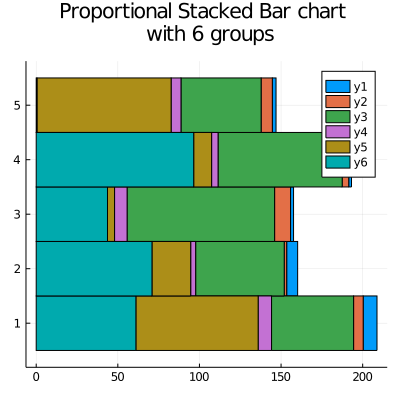 Proportional Stacked Bar chart
with 6 groups
y1
y2
y3
y4
y5
y6
5
4
3
2
1
0 50 100 150 200